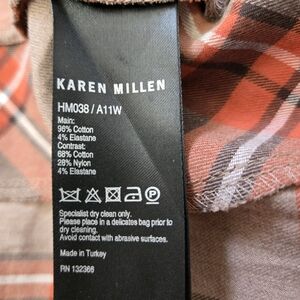 KAREN MILLEN
HM038 / A11W
Main:
96% Cotton
4% Elastane
Contrast:
68% Cotton
28% Nylon
4% Elastane
P
Specialist dry clean only.
Please place in a delicates bag prior to
dry cleaning.
Avoid contact with abrasive surfaces.
Made in Turkey
RN 132366